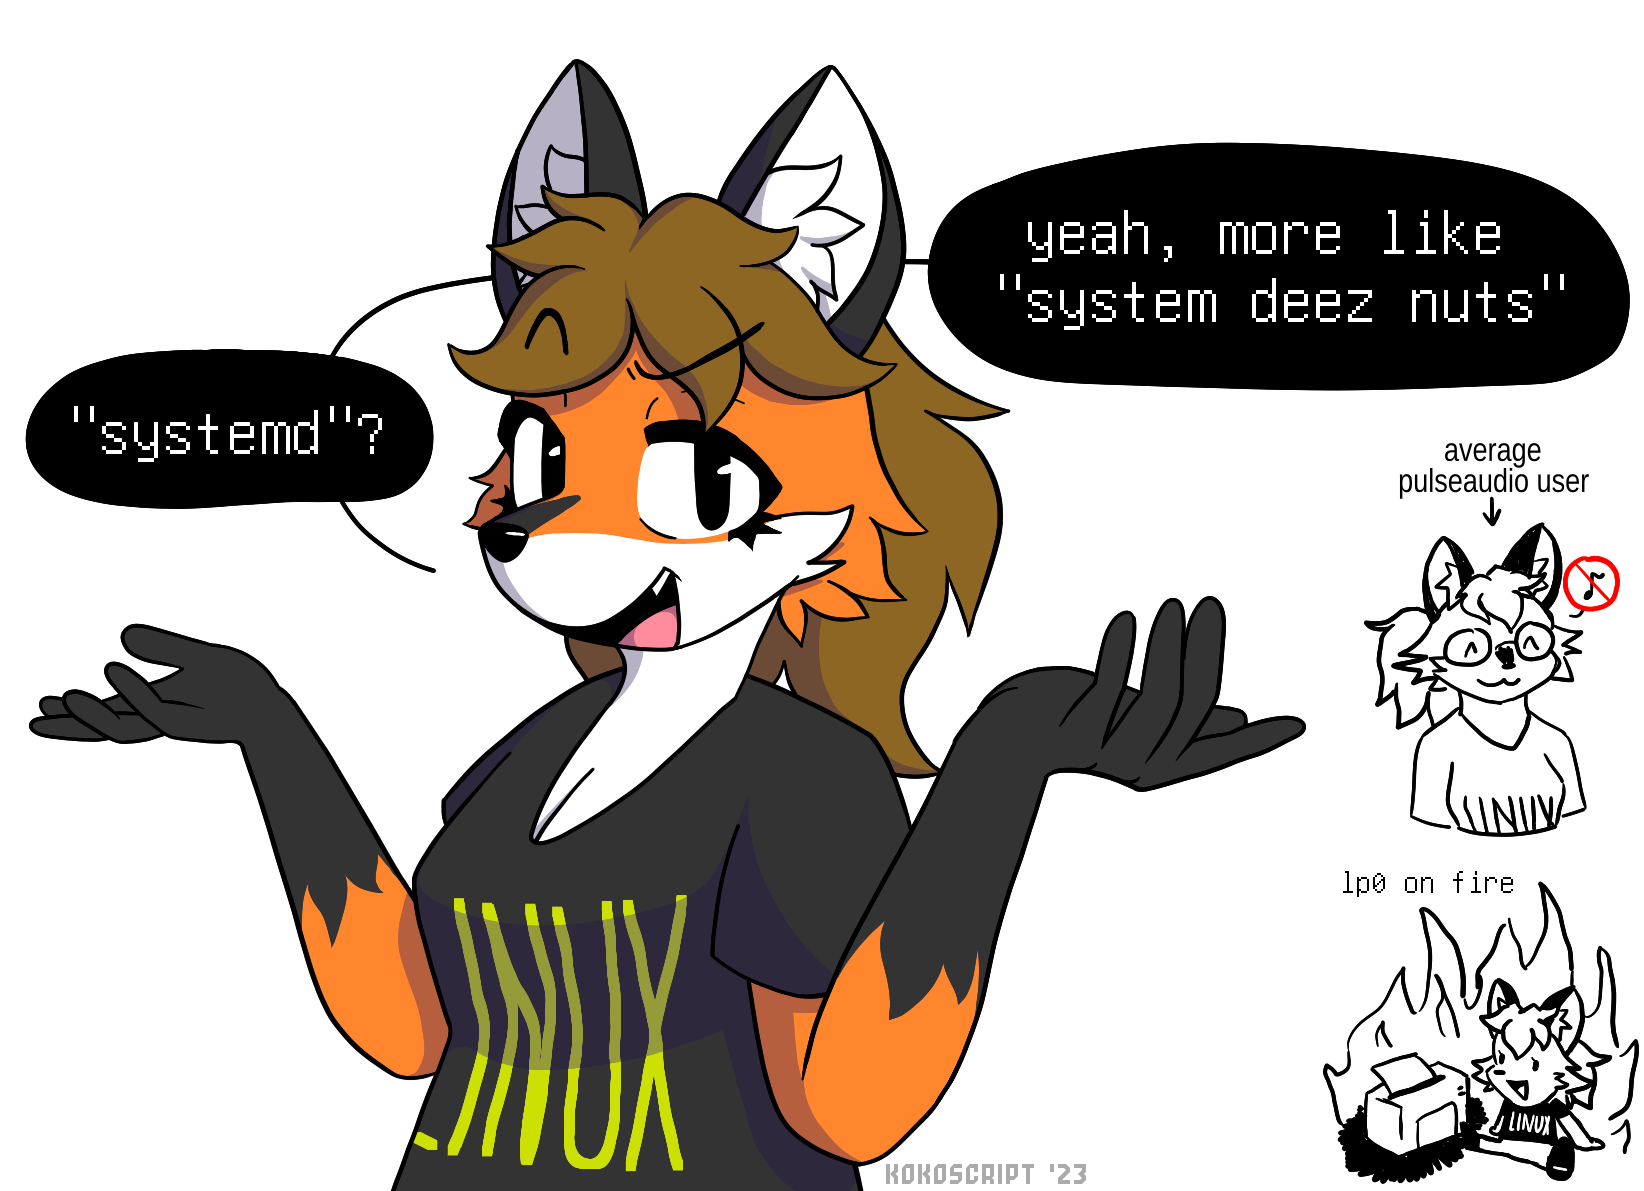 "systemd"?
yeah, more like
"system deez nuts"
average
pulseaudio user
LINUX
lp0 on fire
LINUX
LINUX
KOKOSCRIPT '23